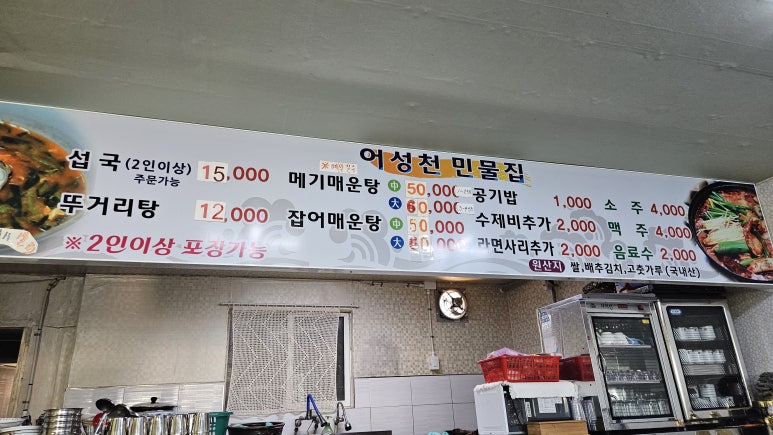 어성천 민물집
섭 국 (2인이상) 주문가능 15,000
뚜거리탕 12,000
※2인이상 포장가능
메기매운탕 中 50,000
大 60,000
잡어매운탕 中 50,000
大 60,000
공기밥 1,000
수제비추가 2,000
라면사리추가 2,000
소 주 4,000
맥 주 4,000
음료수 2,000
원산지 쌀,배추김치,고춧가루(국내산)